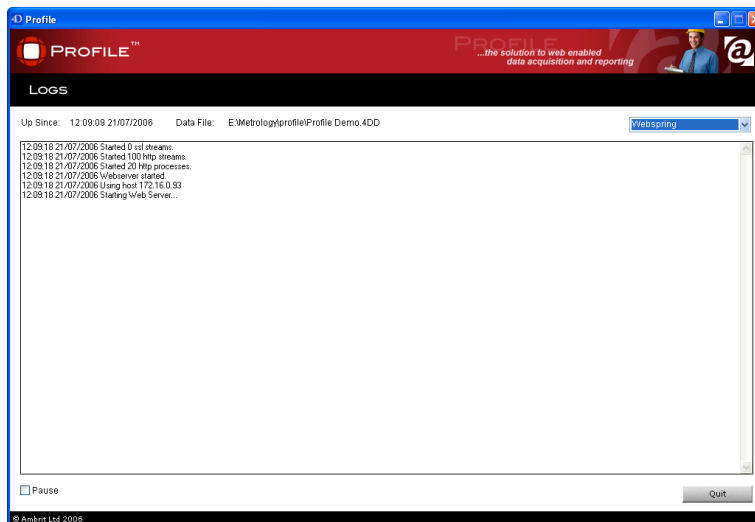 4D Profile
PROFILE™
PROFILE
...the solution to web enabled
data acquisition and reporting
@
LOGS
Up Since: 12:09:09 21/07/2006 Data File: E:\Metrology\profile\Profile Demo.4DD
Webspring
12:09:18 21/07/2006 Started 0 ssl streams.
12:09:18 21/07/2006 Started 100 http streams.
12:09:18 21/07/2006 Started 20 http processes.
12:09:18 21/07/2006 Webserver started.
12:09:18 21/07/2006 Using host 172.16.0.93
12:09:18 21/07/2006 Starting Web Server...
Pause
Quit
© Ambrit Ltd 2006